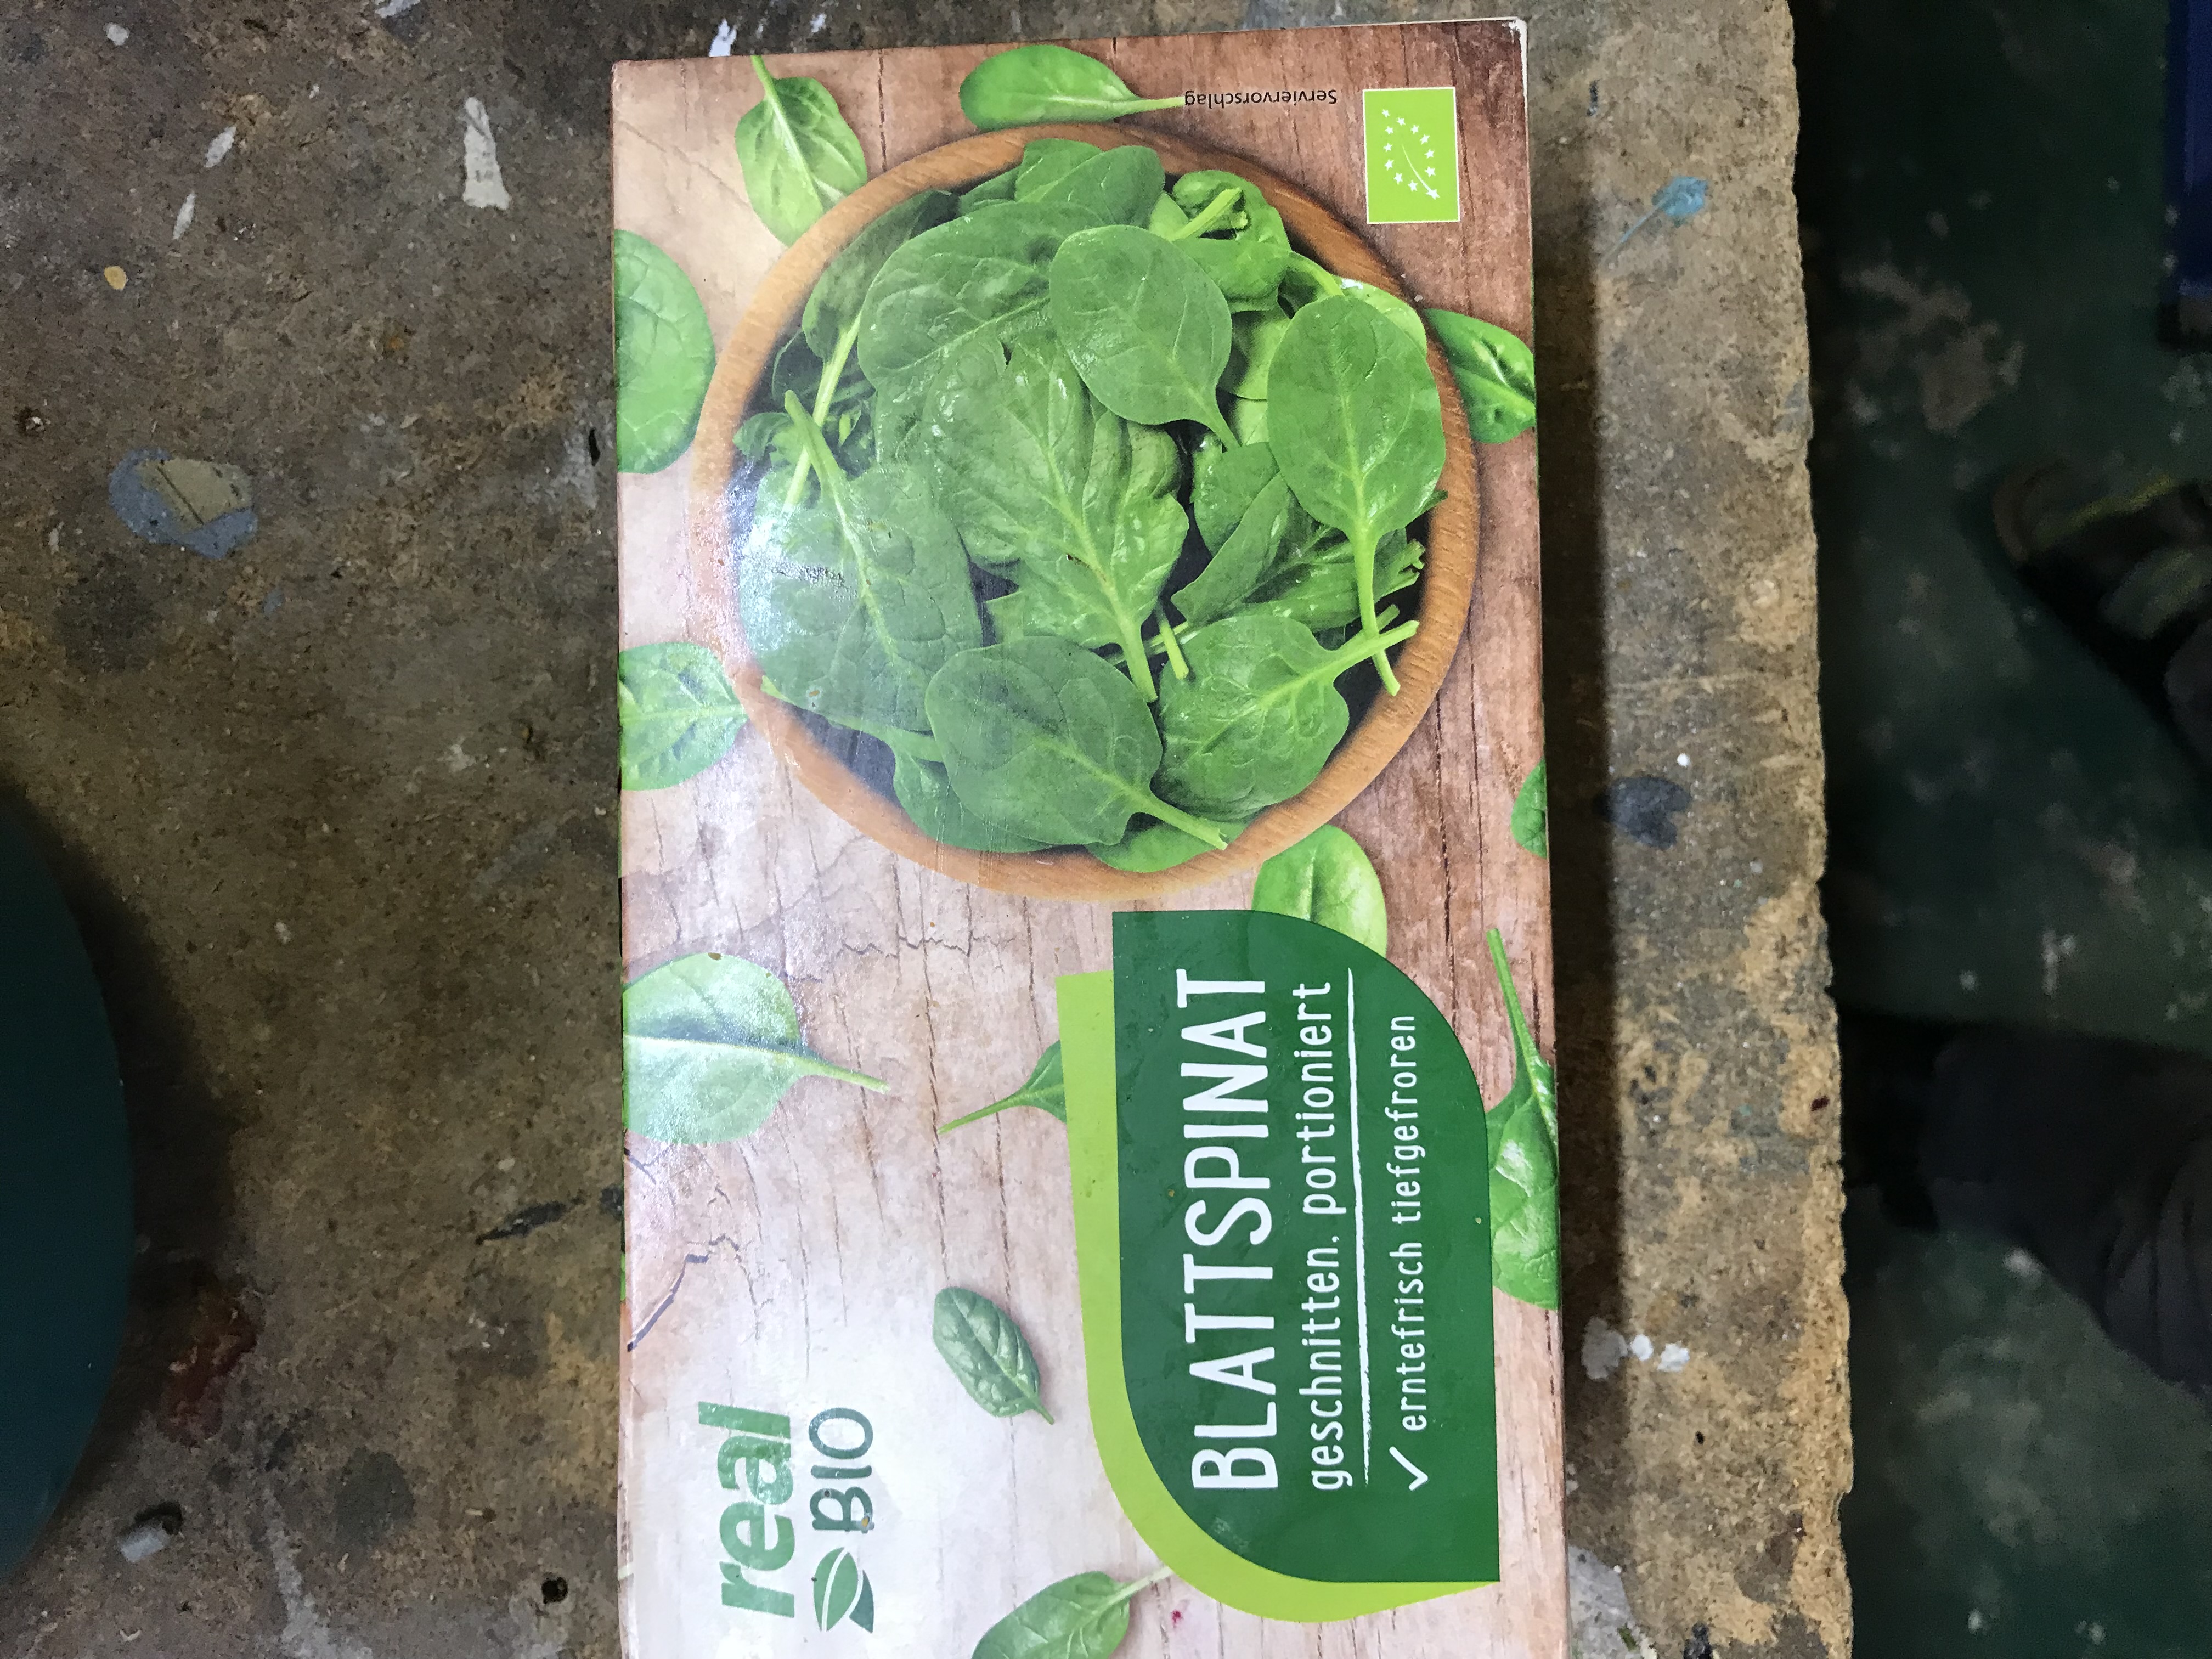 real
BIO
BLATTSPINAT
geschnitten, portioniert
✓ erntefrisch tiefgefroren
Serviervorschlag